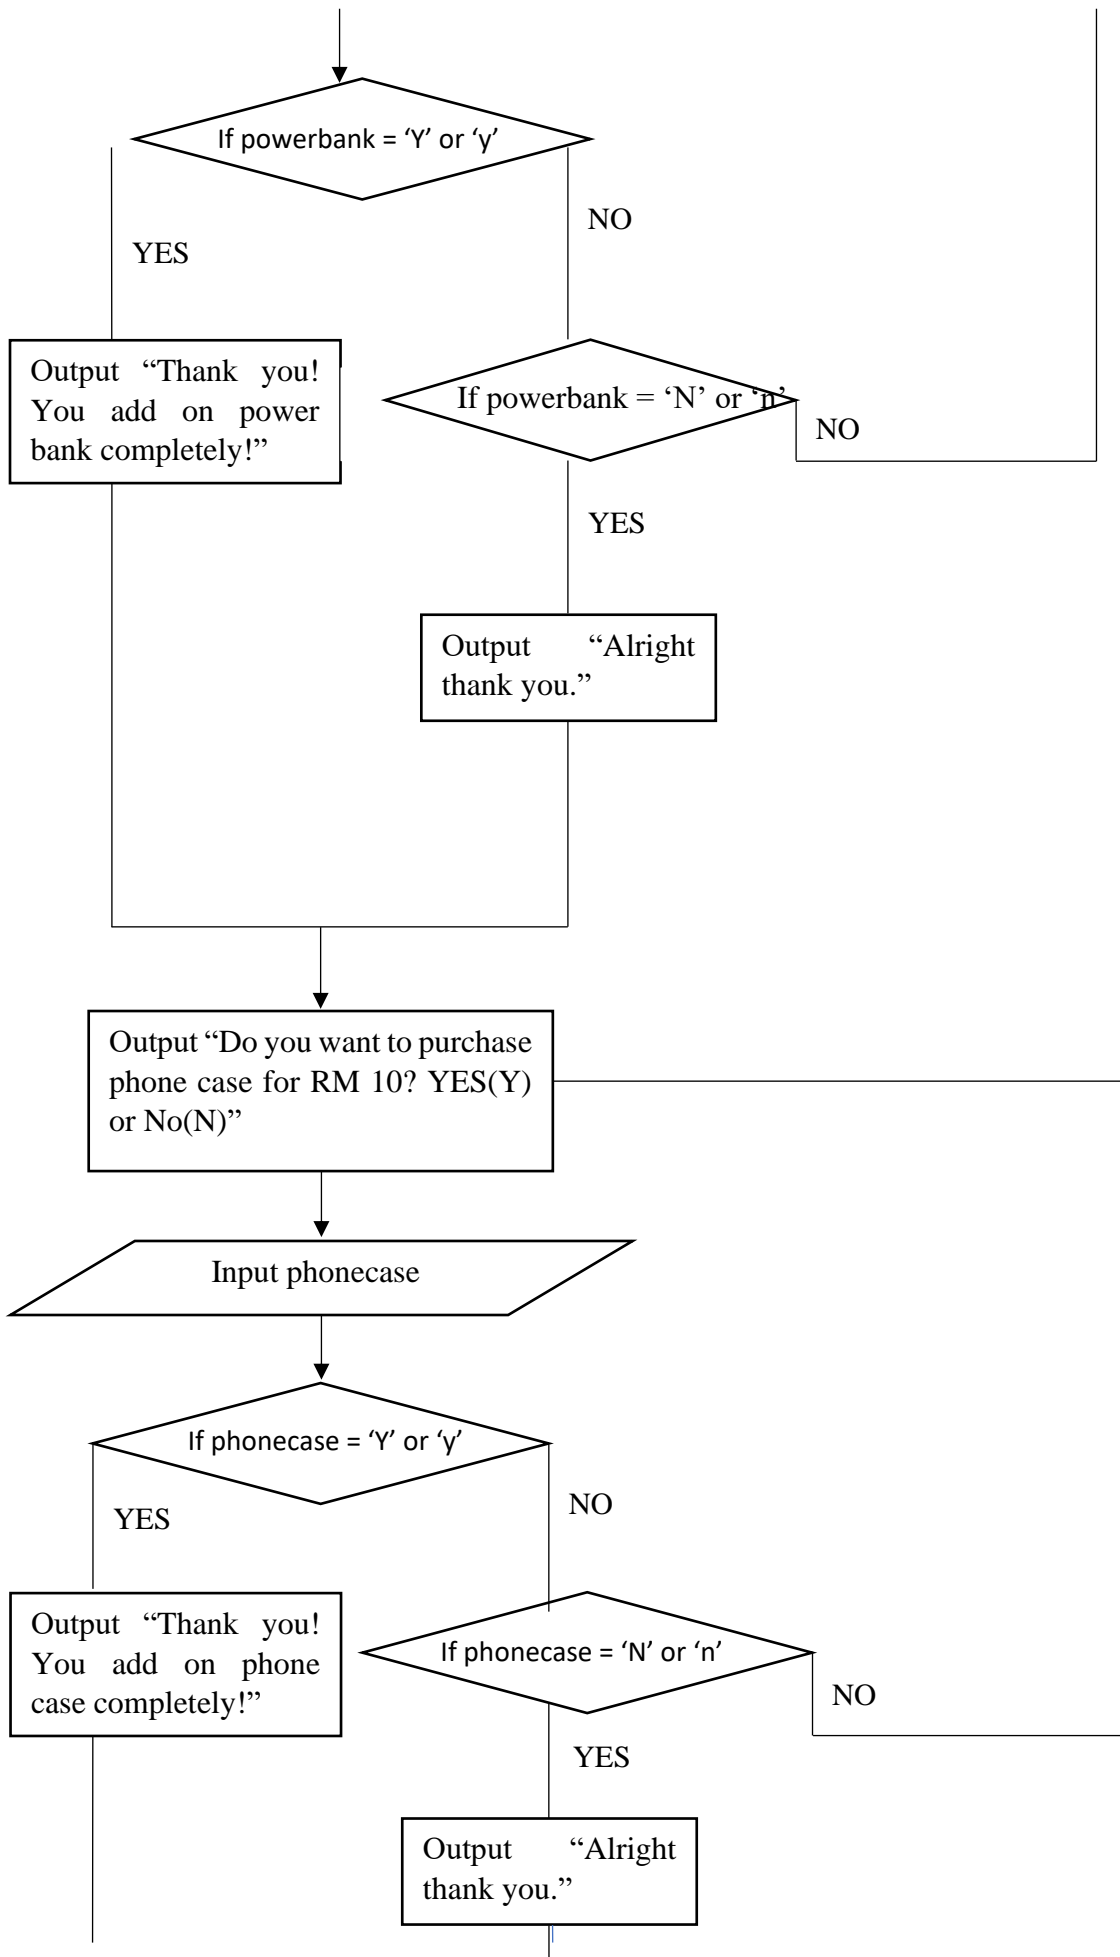 If powerbank = ‘Y’ or ‘y’
NO
YES
Output “Thank you!
You add on power
bank completely!”
If powerbank = ‘N’ or ‘n’
NO
YES
Output “Alright
thank you.”
Output “Do you want to purchase
phone case for RM 10? YES(Y)
or No(N)”
Input phonecase
If phonecase = ‘Y’ or ‘y’
NO
YES
Output “Thank you!
You add on phone
case completely!”
If phonecase = ‘N’ or ‘n’
NO
YES
Output “Alright
thank you.”